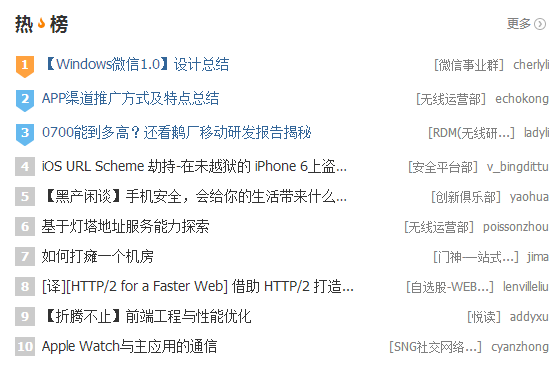 热榜 更多
1 【Windows微信1.0】设计总结 [微信事业群] cherlyli
2 APP渠道推广方式及特点总结 [无线运营部] echokong
3 0700能到多高？还看鹅厂移动研发报告揭秘 [RDM(无线研...] ladyli
4 iOS URL Scheme 劫持-在未越狱的 iPhone 6上盗... [安全平台部] v_bingdittu
5 【黑产闲谈】手机安全，会给你的生活带来什么... [创新俱乐部] yaohua
6 基于灯塔地址服务能力探索 [无线运营部] poissonzhou
7 如何打瘫一个机房 [门神—站式...] jima
8 [译][HTTP/2 for a Faster Web] 借助 HTTP/2 打造... [自选股-WEB...] lenvilleliu
9 【折腾不止】前端工程与性能优化 [悦读] addyxu
10 Apple Watch与主应用的通信 [SNG社交网络...] cyanzhong